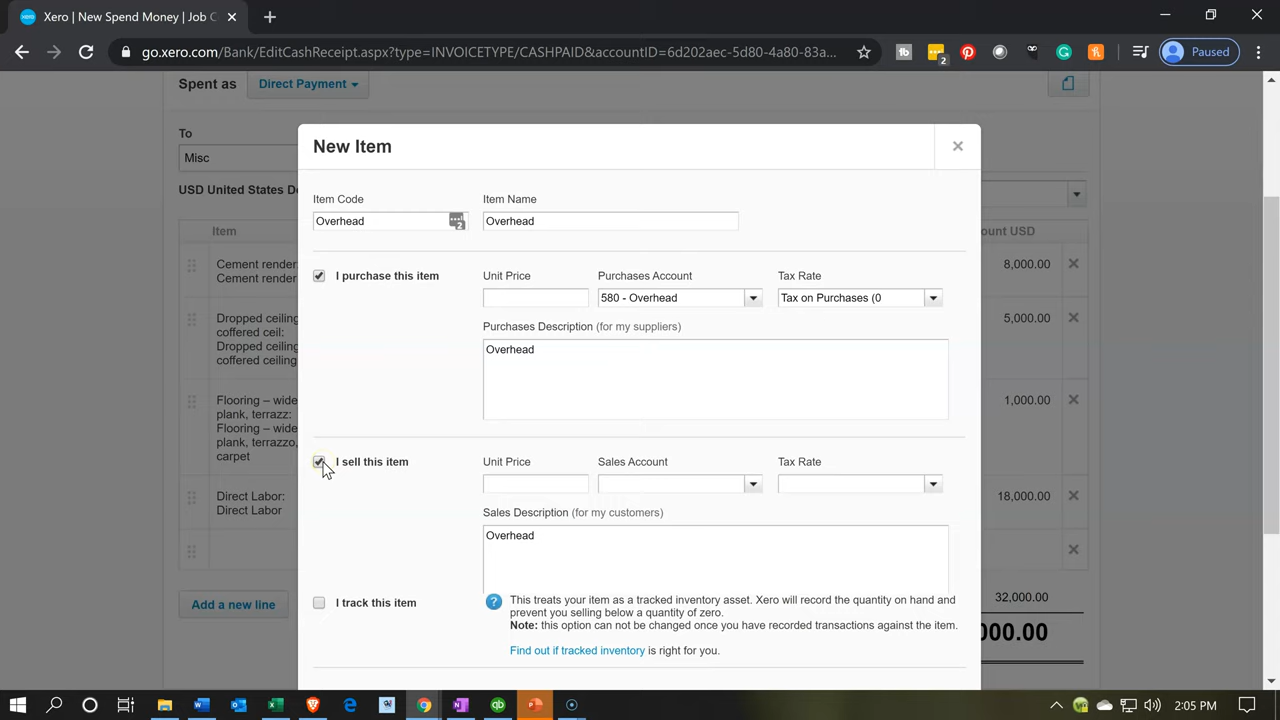 Xero | New Spend Money | Job C
go.xero.com/Bank/EditCashReceipt.aspx?type=INVOICETYPE/CASHPAID&accountID=6d202aec-5d80-4a80-83a...
2
Paused
Spent as
Direct Payment
To
Misc
USD United States D
Item
ount USD
Cement render
Cement render
8,000.00
Dropped ceiling
coffered ceil:
Dropped ceiling
coffered ceiling
5,000.00
Flooring – wide
plank, terrazz:
Flooring – wide
plank, terrazzo,
carpet
1,000.00
Direct Labor:
Direct Labor
18,000.00
Add a new line
32,000.00
000.00
New Item
Item Code
Item Name
Overhead
2
Overhead
I purchase this item
Unit Price
Purchases Account
Tax Rate
580 - Overhead
Tax on Purchases (0
Purchases Description (for my suppliers)
Overhead
I sell this item
Unit Price
Sales Account
Tax Rate
Sales Description (for my customers)
Overhead
I track this item
?
This treats your item as a tracked inventory asset. Xero will record the quantity on hand and
prevent you selling below a quantity of zero.
Note: this option can not be changed once you have recorded transactions against the item.
Find out if tracked inventory is right for you.
2:05 PM